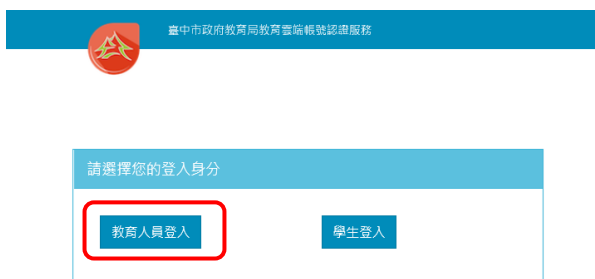 臺中市政府教育局教育雲端帳號認證服務
請選擇您的登入身分
教育人員登入
學生登入